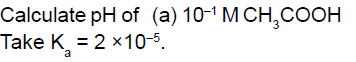 Calculate pH of (a) 10⁻¹ M CH₃COOH
Take Kₐ = 2 ×10⁻⁵.